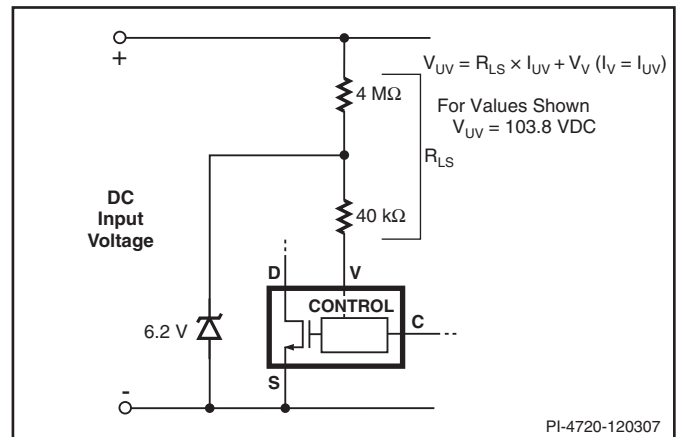 +
V_UV = R_LS × I_UV + V_V (I_V = I_UV)
4 MΩ
For Values Shown
V_UV = 103.8 VDC
R_LS
DC
Input
Voltage
40 kΩ
D
V
CONTROL
C
6.2 V
S
-
PI-4720-120307